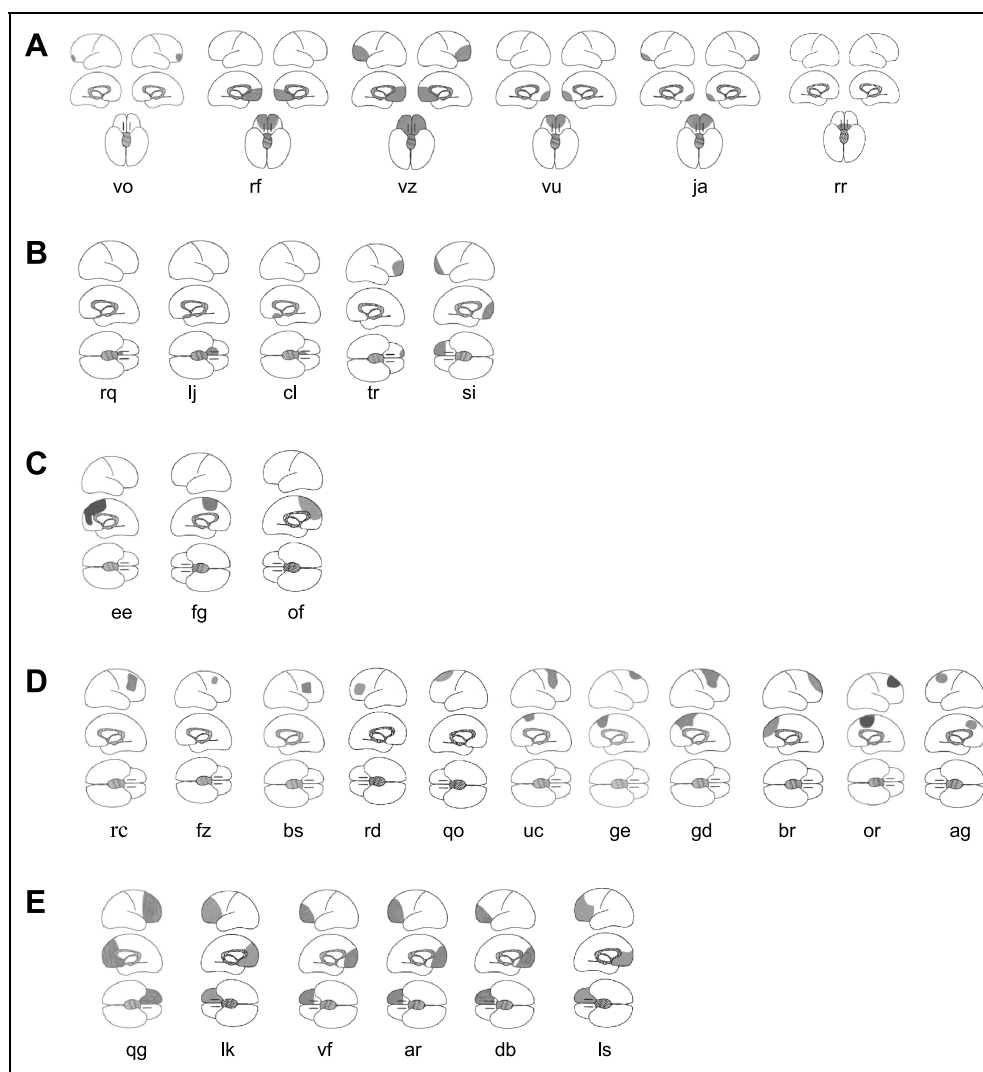 A
vo rf vz vu ja rr
B
rq lj cl tr si
C
ee fg of
D
rc fz bs rd qo uc ge gd br or ag
E
qg lk vf ar db ls